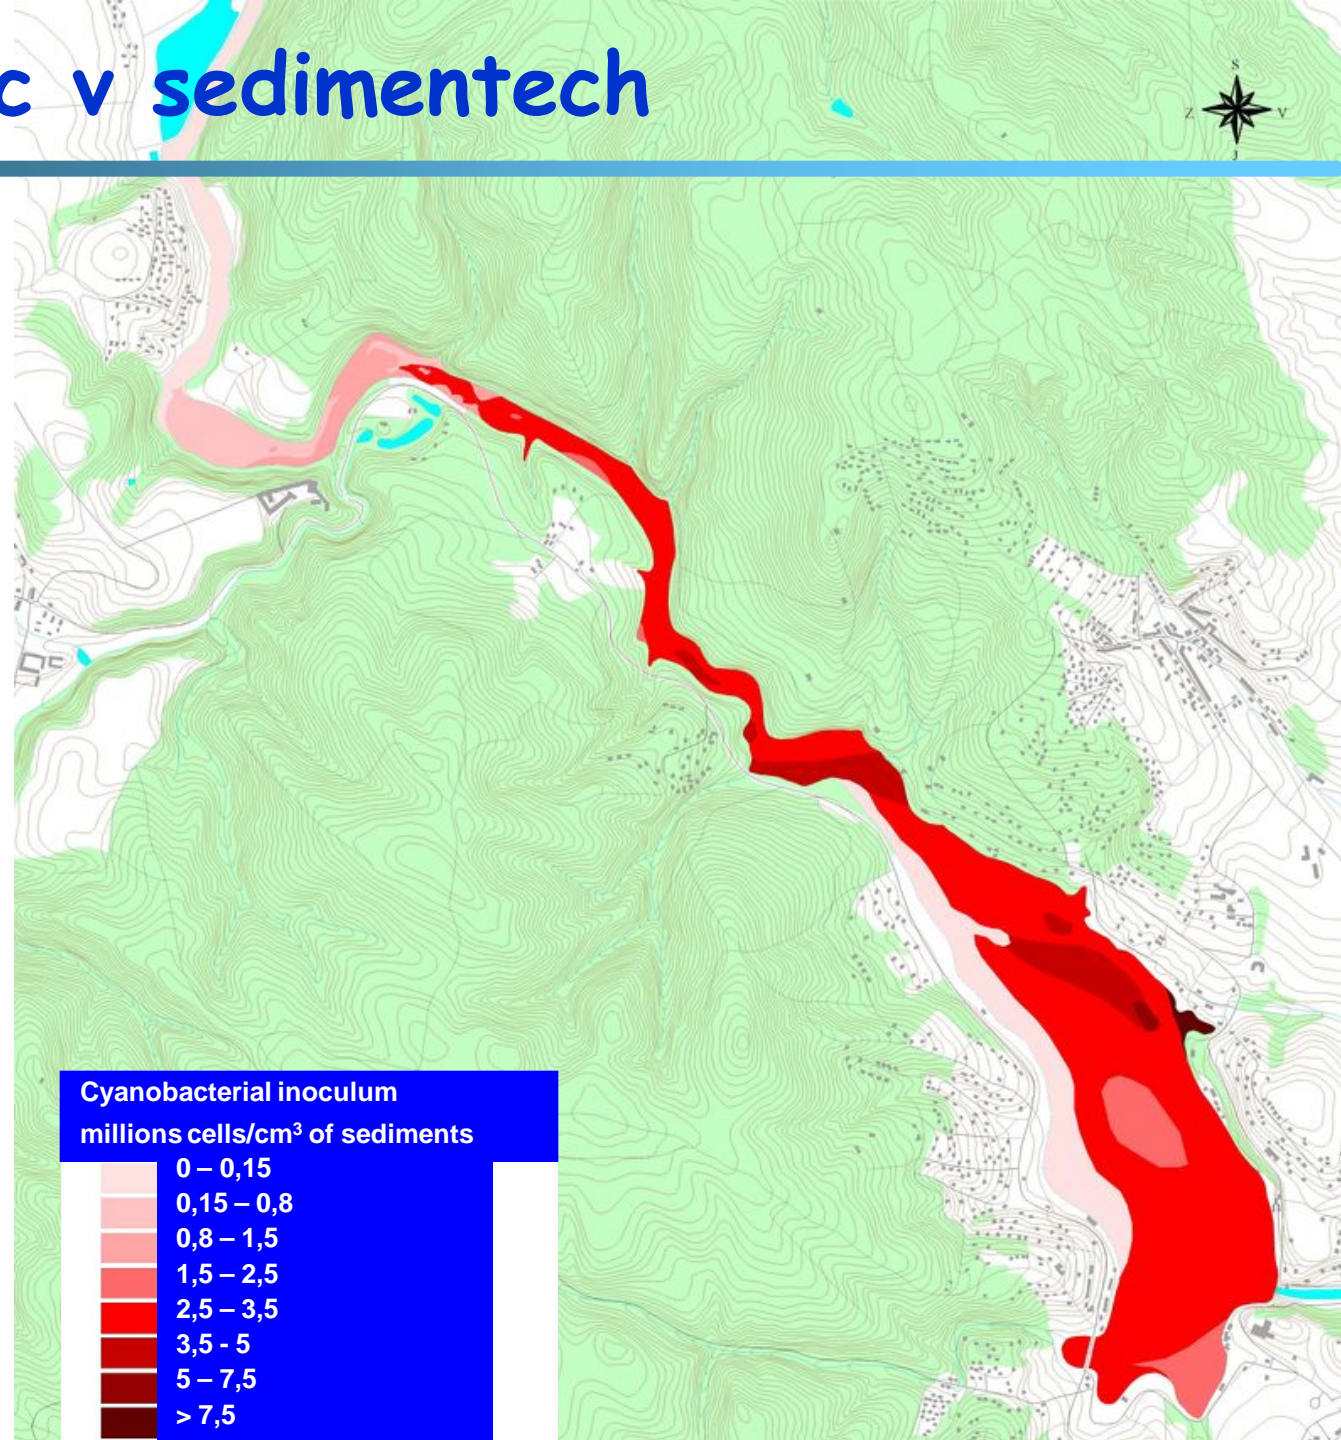 c v sedimentech
S
Z V
J
Cyanobacterial inoculum
millions cells/cm³ of sediments
0 – 0,15
0,15 – 0,8
0,8 – 1,5
1,5 – 2,5
2,5 – 3,5
3,5 - 5
5 – 7,5
> 7,5